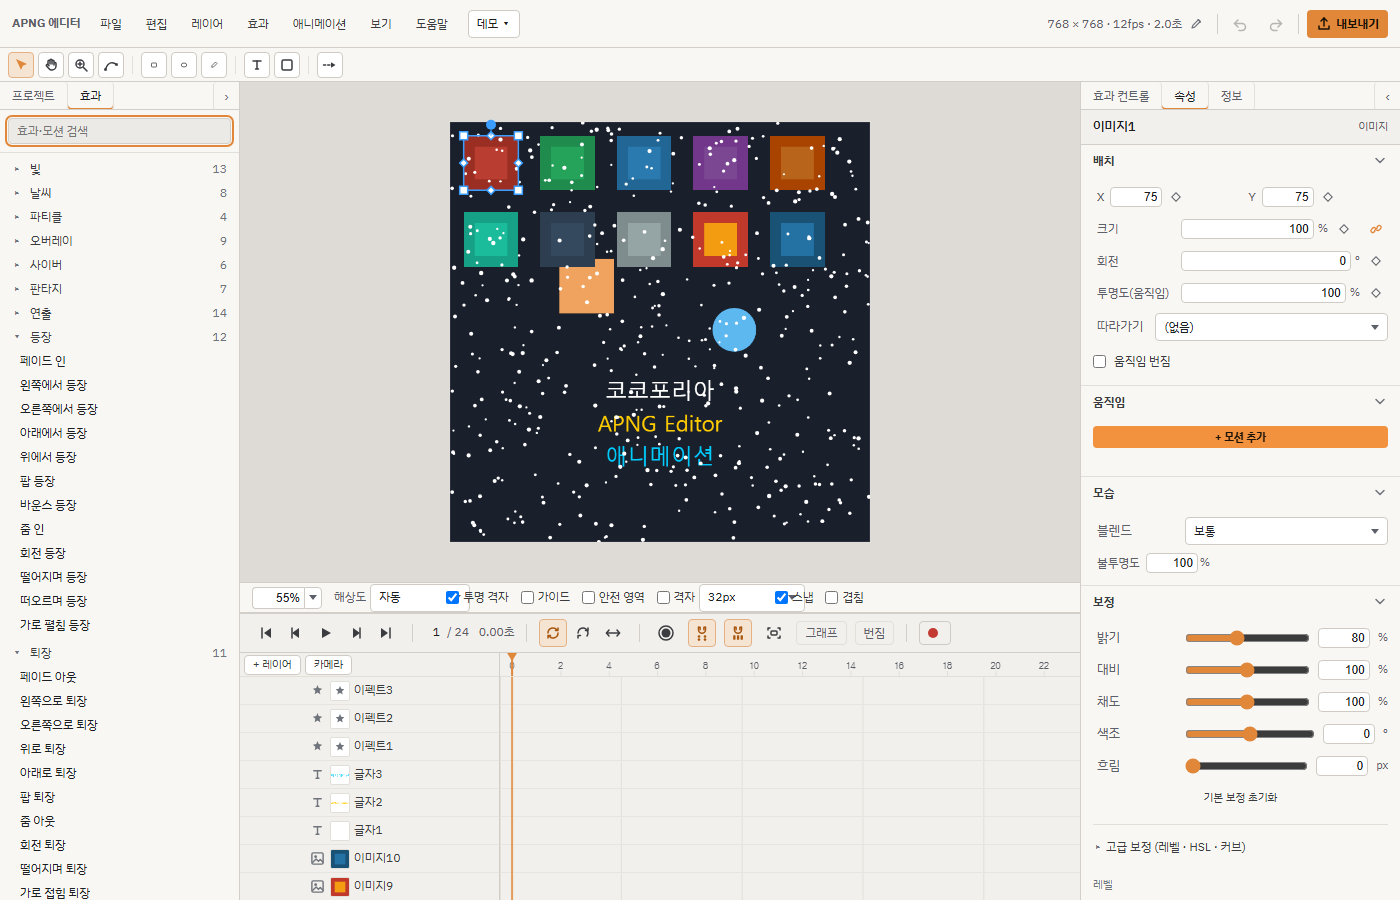 APNG 에디터 파일 편집 레이어 효과 애니메이션 보기 도움말 데모 768 × 768 · 12fps · 2.0초 내보내기
프로젝트 효과
효과·모션 검색
빛 13
날씨 8
파티클 4
오버레이 9
사이버 6
판타지 7
연출 14
등장 12
페이드 인
왼쪽에서 등장
오른쪽에서 등장
아래에서 등장
위에서 등장
팝 등장
바운스 등장
줌 인
회전 등장
떨어지며 등장
떠오르며 등장
가로 펼침 등장
퇴장 11
페이드 아웃
왼쪽으로 퇴장
오른쪽으로 퇴장
위로 퇴장
아래로 퇴장
팝 퇴장
줌 아웃
회전 퇴장
떨어지며 퇴장
가로 접힘 퇴장
코코포리아
APNG Editor
애니메이션
55% 해상도 자동 투명 격자 가이드 안전 영역 격자 32px 스냅 겹침
1 / 24 0.00초 그래프 번짐
+ 레이어 카메라 0 2 4 6 8 10 12 14 16 18 20 22
이펙트3
이펙트2
이펙트1
글자3
글자2
글자1
이미지10
이미지9
효과 컨트롤 속성 정보
이미지1 이미지
배치
X 75 Y 75
크기 100 %
회전 0 °
투명도(움직임) 100 %
따라가기 (없음)
움직임 번짐
움직임
+ 모션 추가
모습
블렌드 보통
불투명도 100 %
보정
밝기 80 %
대비 100 %
채도 100 %
색조 0 °
흐림 0 px
기본 보정 초기화
고급 보정 (레벨 · HSL · 커브)
레벨